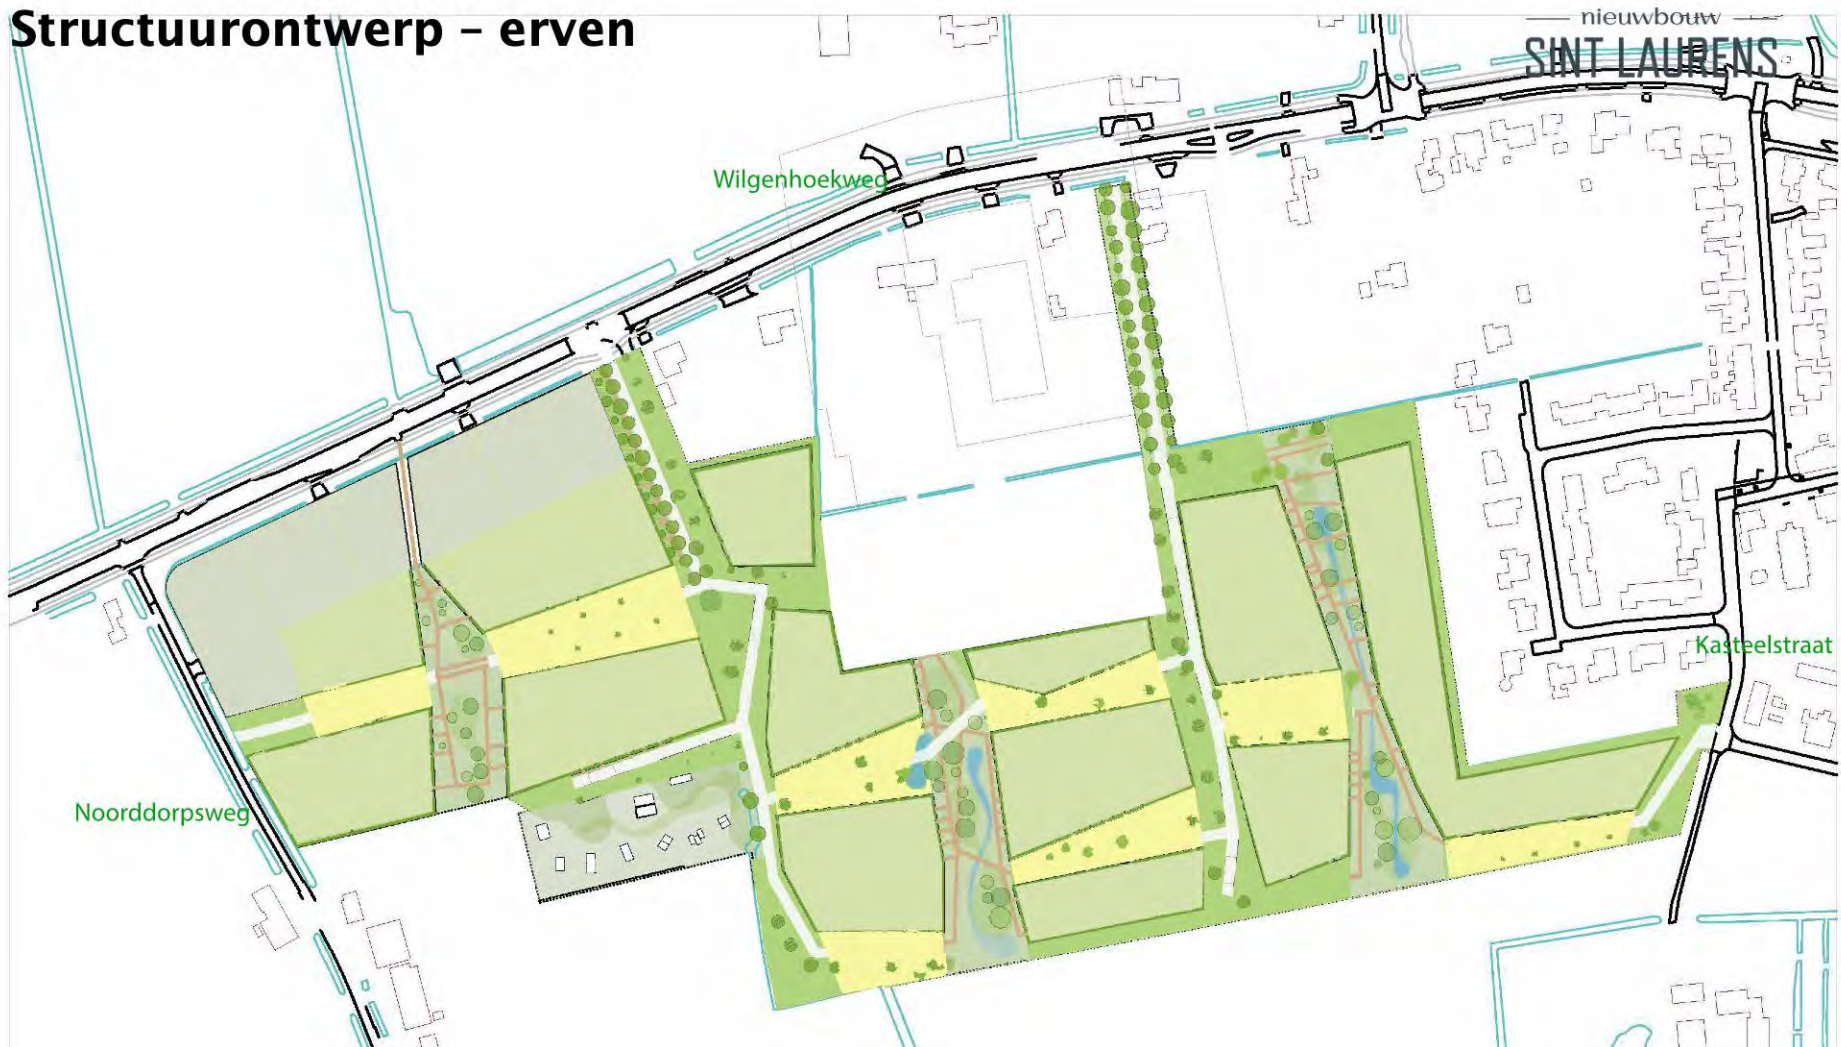 Structuurontwerp – erven
nieuwbouw
SINT LAURENS
Wilgenhoekweg
Kasteelstraat
Noorddorpsweg